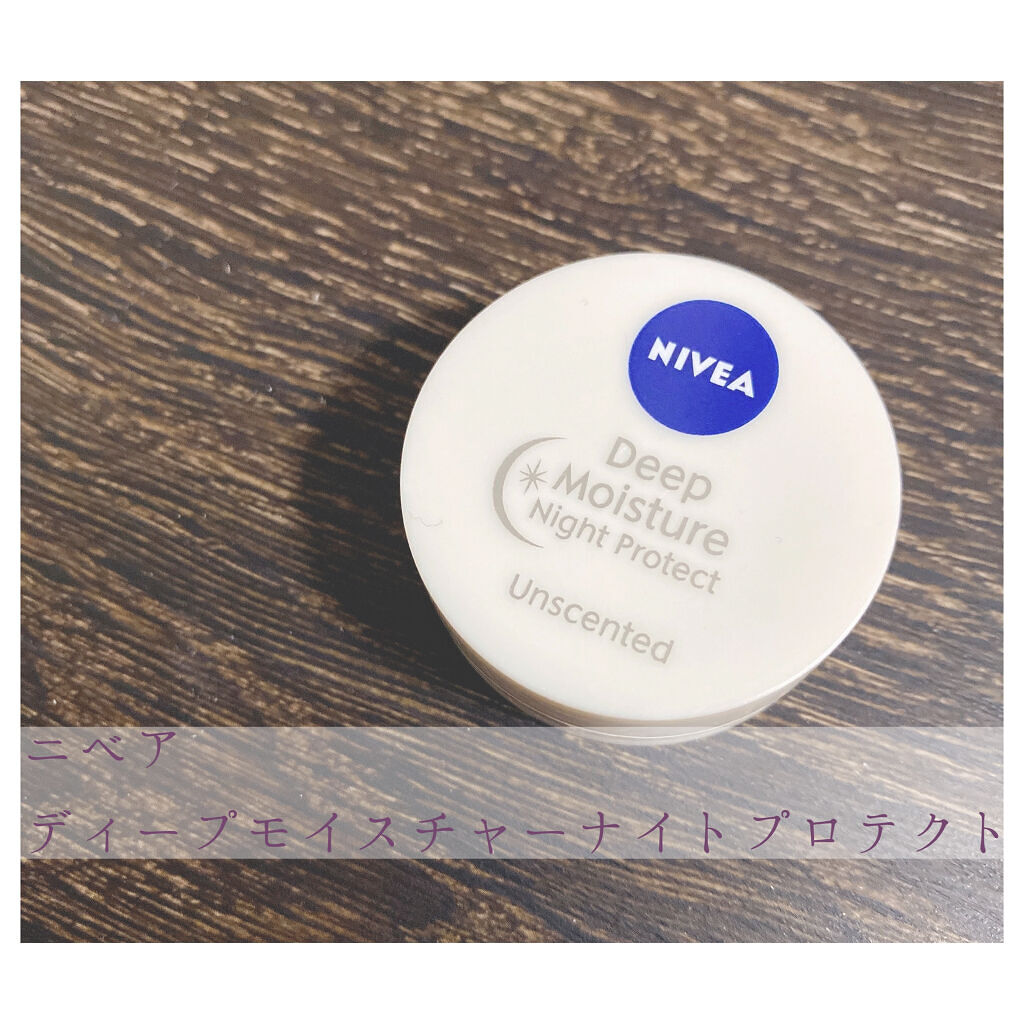 NIVEA
Deep
Moisture
Night Protect
Unscented
ニベア
ディープモイスチャーナイトプロテクト